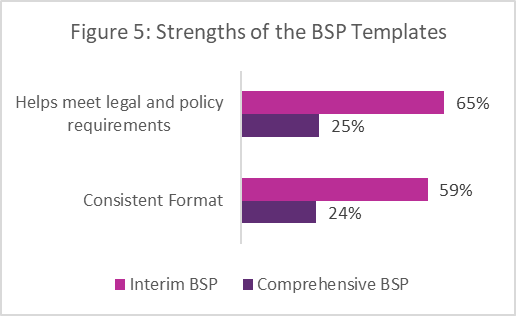 Figure 5: Strengths of the BSP Templates
Helps meet legal and policy
requirements
65%
25%
Consistent Format
59%
24%
Interim BSP
Comprehensive BSP